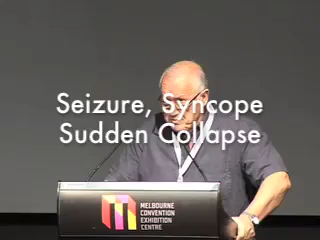 Seizure, Syncope
Sudden Collapse
MELBOURNE
CONVENTION
EXHIBITION
CENTRE